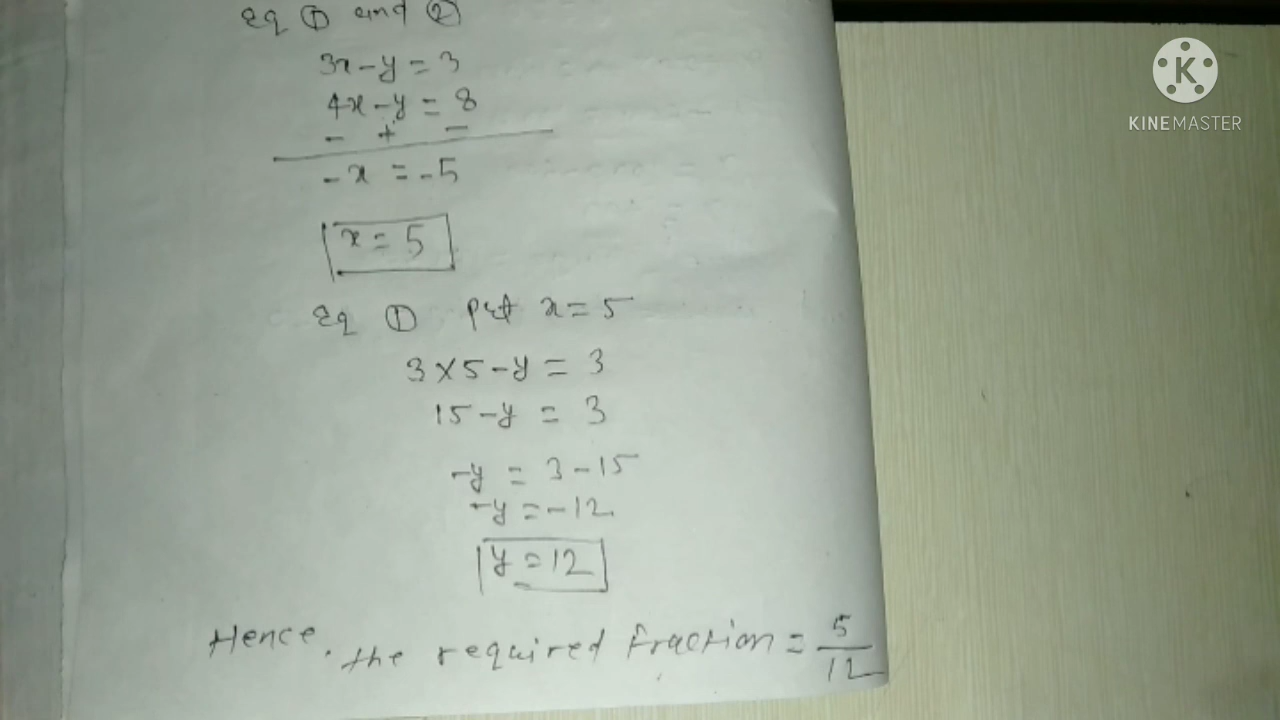 Eq ① and ②
3x - y = 3
4x - y = 8
- + -
-x = -5
x = 5
Eq ① Put x = 5
3 × 5 - y = 3
15 - y = 3
-y = 3 - 15
-y = -12
y = 12
Hence, the required fraction = 5/12
K
KINEMASTER